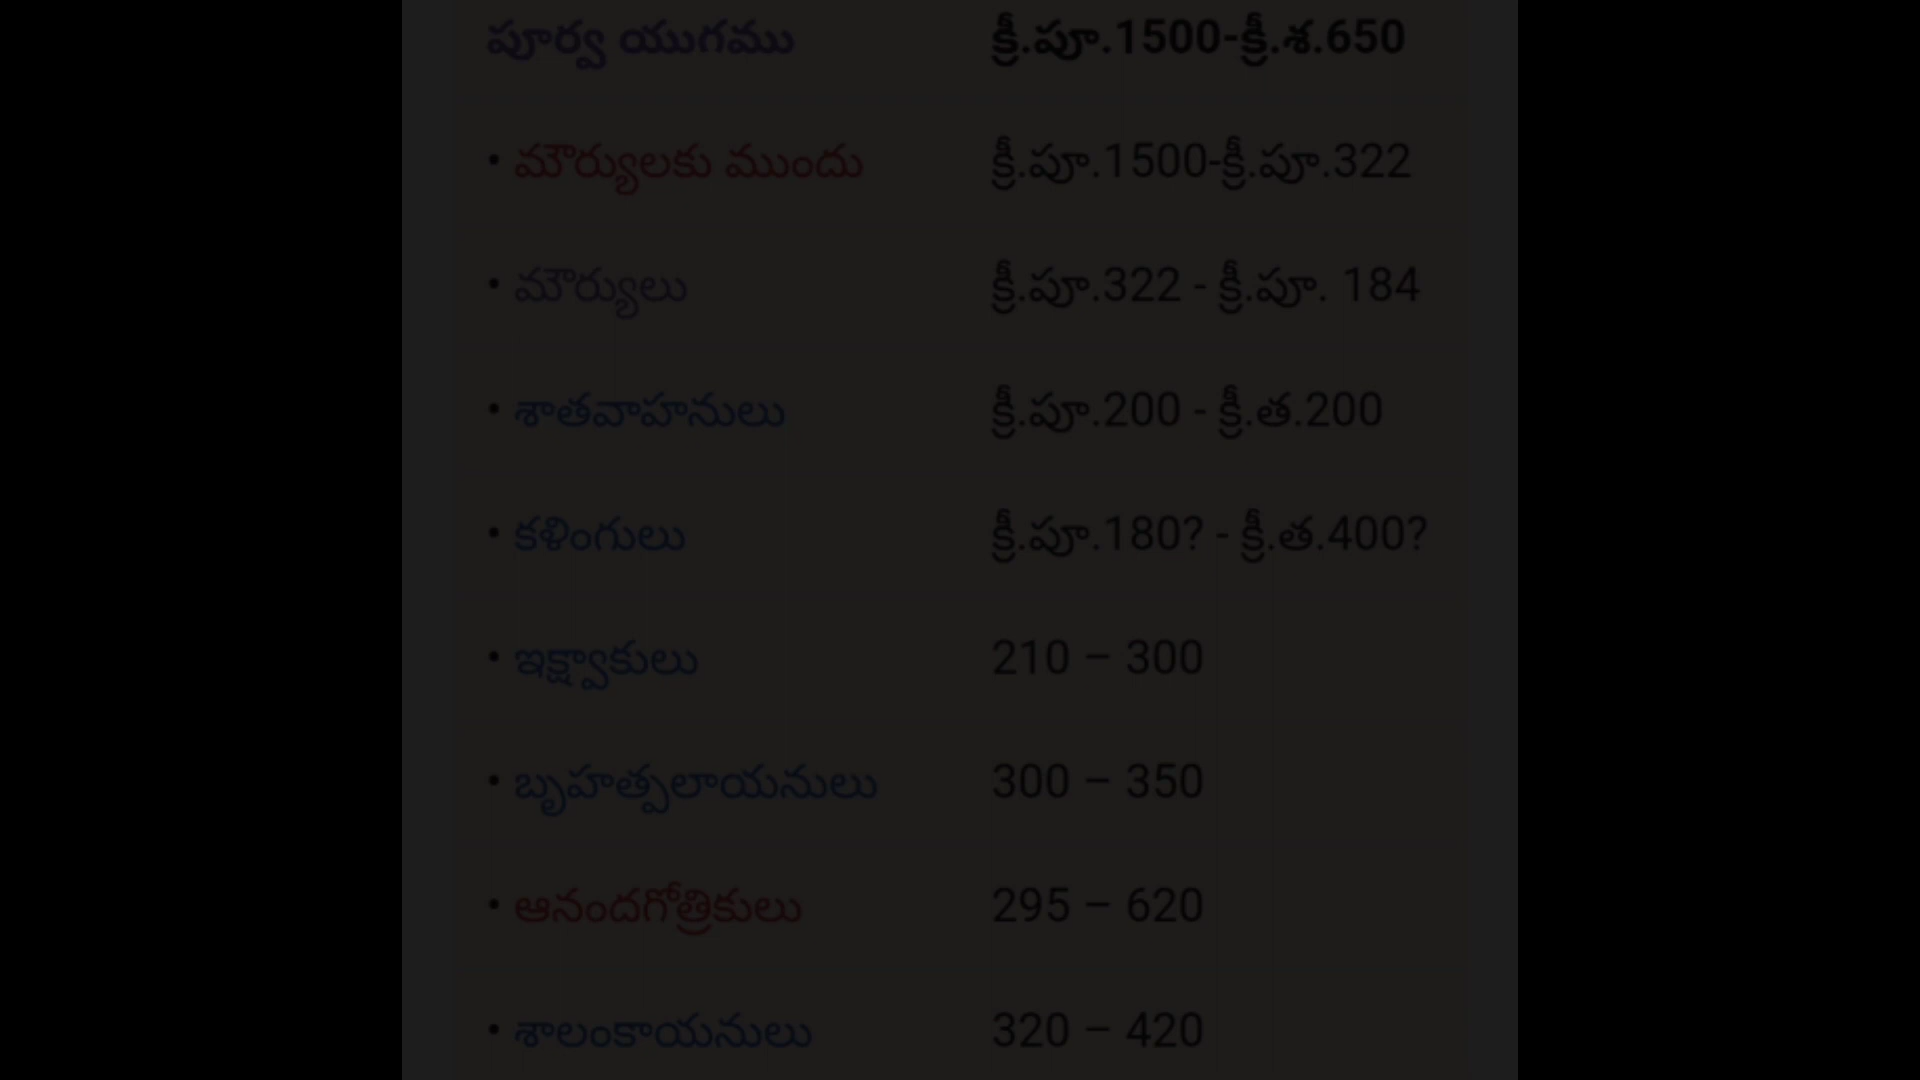 పూర్వ యుగము క్రీ.పూ.1500-క్రీ.శ.650
• మౌర్యులకు ముందు క్రీ.పూ.1500-క్రీ.పూ.322
• మౌర్యులు క్రీ.పూ.322 - క్రీ.పూ. 184
• శాతవాహనులు క్రీ.పూ.200 - క్రీ.త.200
• కళింగులు క్రీ.పూ.180? - క్రీ.త.400?
• ఇక్ష్వాకులు 210 – 300
• బృహత్పలాయనులు 300 – 350
• ఆనందగోత్రికులు 295 – 620
• శాలంకాయనులు 320 – 420